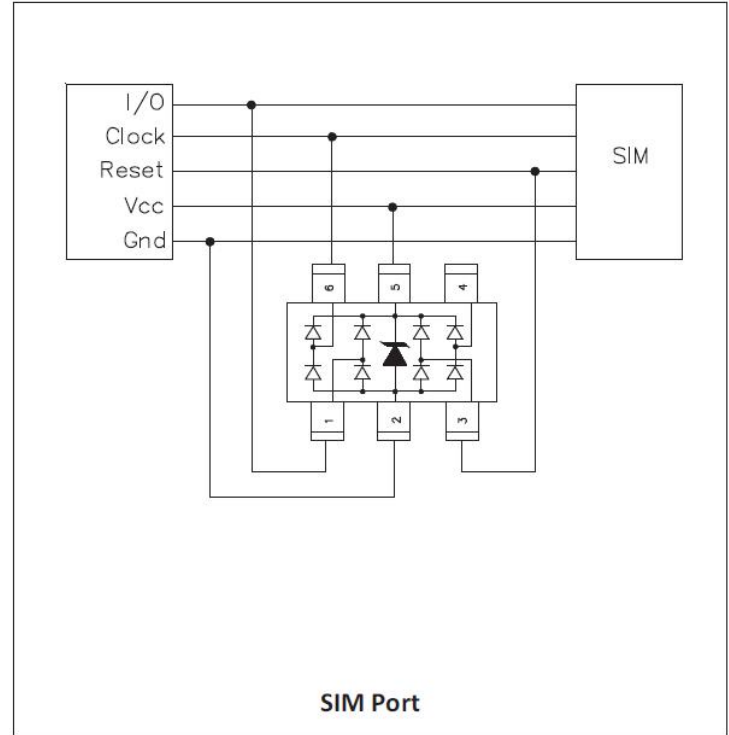 I/O
Clock
Reset
Vcc
Gnd
SIM
6 5 4
1 2 3
SIM Port